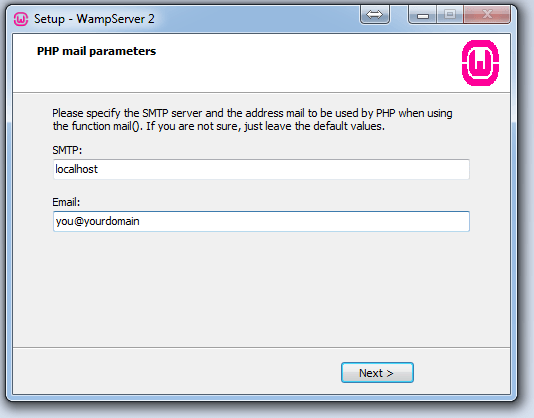 Setup - WampServer 2
PHP mail parameters
Please specify the SMTP server and the address mail to be used by PHP when using
the function mail(). If you are not sure, just leave the default values.
SMTP:
localhost
Email:
you@yourdomain
Next >